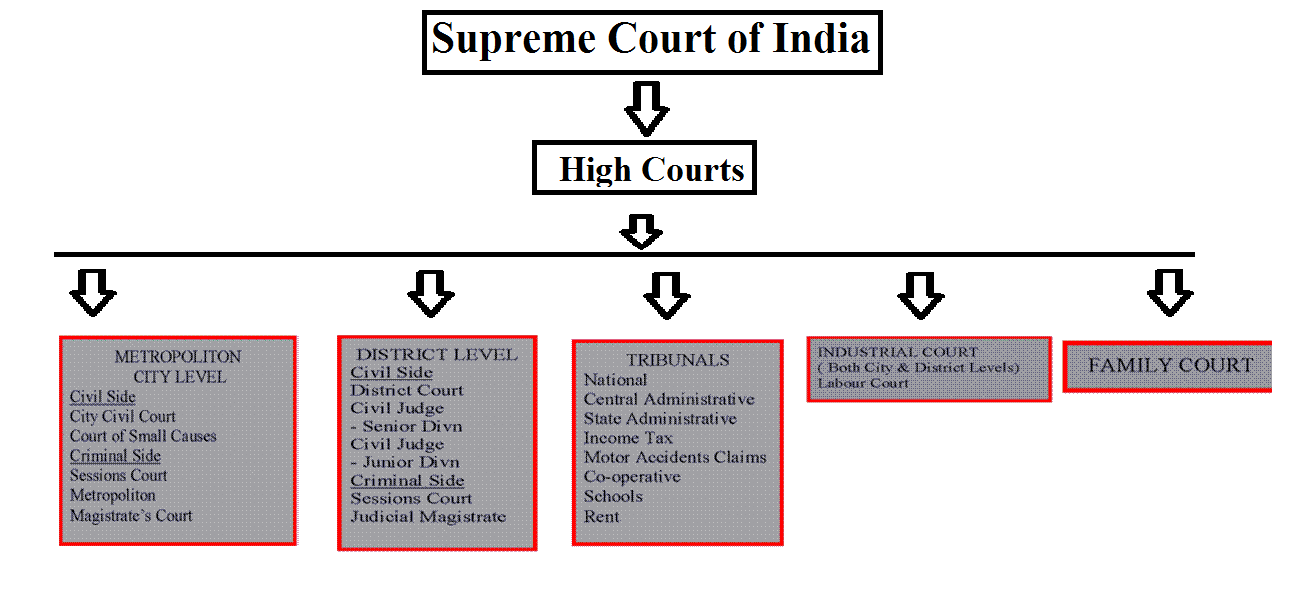 Supreme Court of India
High Courts
METROPOLITON
CITY LEVEL
Civil Side
City Civil Court
Court of Small Causes
Criminal Side
Sessions Court
Metropoliton
Magistrate's Court
DISTRICT LEVEL
Civil Side
District Court
Civil Judge
- Senior Divn
Civil Judge
- Junior Divn
Criminal Side
Sessions Court
Judicial Magistrate
TRIBUNALS
National
Central Administrative
State Administrative
Income Tax
Motor Accidents Claims
Co-operative
Schools
Rent
INDUSTRIAL COURT
( Both City & District Levels)
Labour Court
FAMILY COURT